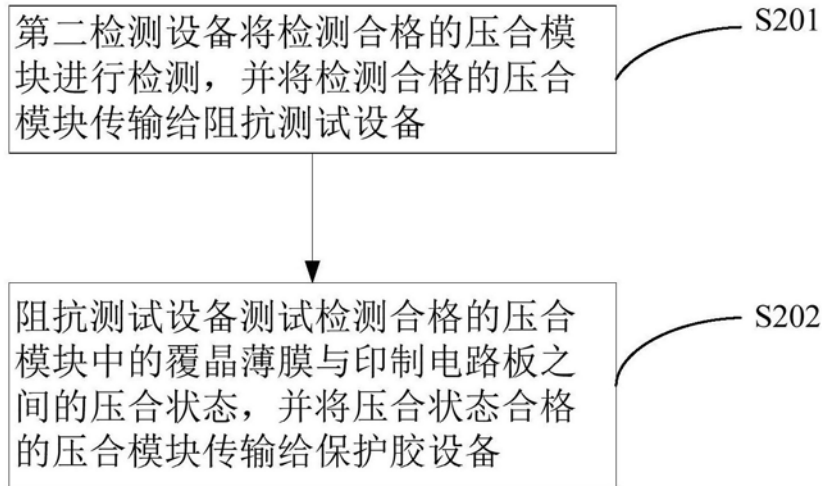 第二检测设备将检测合格的压合模
块进行检测，并将检测合格的压合
模块传输给阻抗测试设备
S201
阻抗测试设备测试检测合格的压合
模块中的覆晶薄膜与印制电路板之
间的压合状态，并将压合状态合格
的压合模块传输给保护胶设备
S202